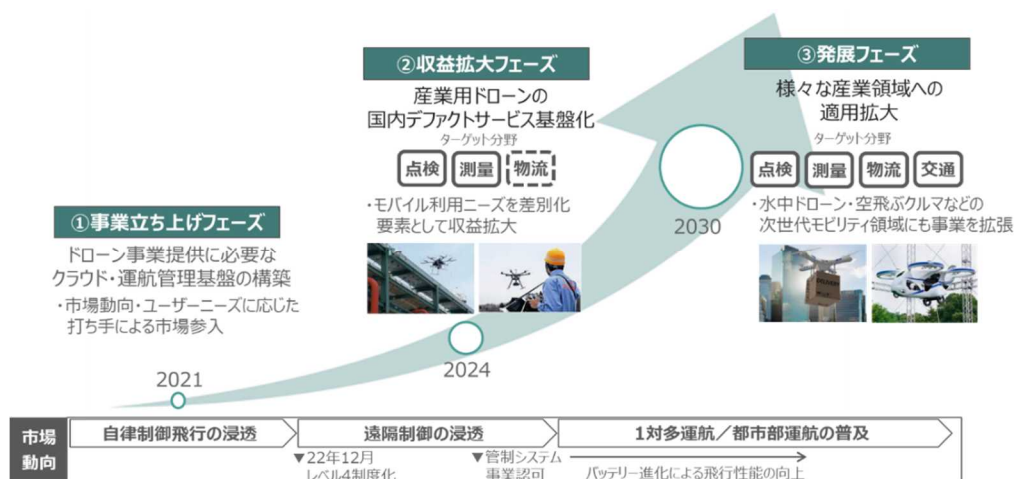 ①事業立ち上げフェーズ
ドローン事業提供に必要な
クラウド・運航管理基盤の構築
・市場動向・ユーザーニーズに応じた
打ち手による市場参入
2021
②収益拡大フェーズ
産業用ドローンの
国内デファクトサービス基盤化
ターゲット分野
点検 測量 物流
・モバイル利用ニーズを差別化
要素として収益拡大
2024
③発展フェーズ
様々な産業領域への
適用拡大
ターゲット分野
点検 測量 物流 交通
・水中ドローン・空飛ぶクルマなどの
次世代モビリティ領域にも事業を拡張
2030
市場
動向
自律制御飛行の浸透
遠隔制御の浸透
1対多運航／都市部運航の普及
▼22年12月
レベル4制度化
▼管制システム
事業認可
バッテリー進化による飛行性能の向上